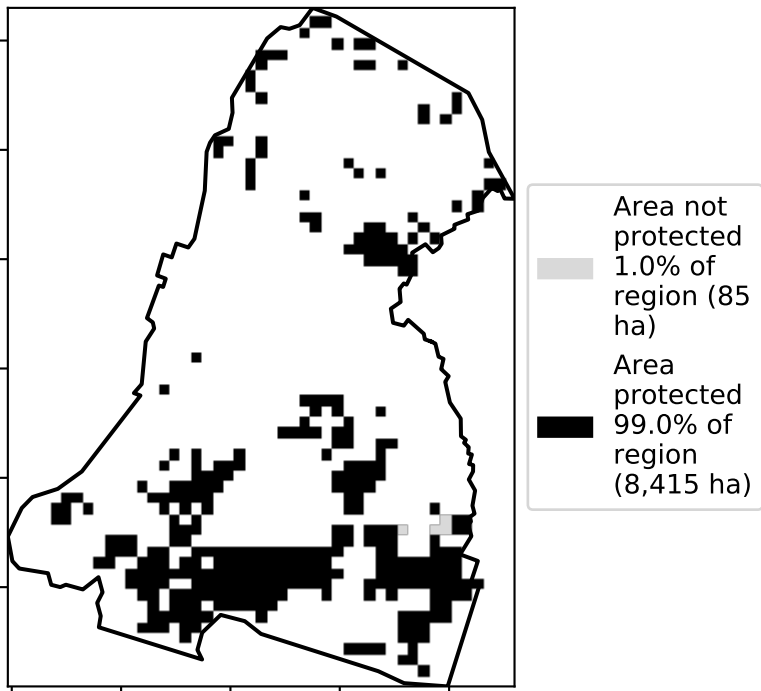 Area not
protected
1.0% of
region (85
ha)
Area
protected
99.0% of
region
(8,415 ha)